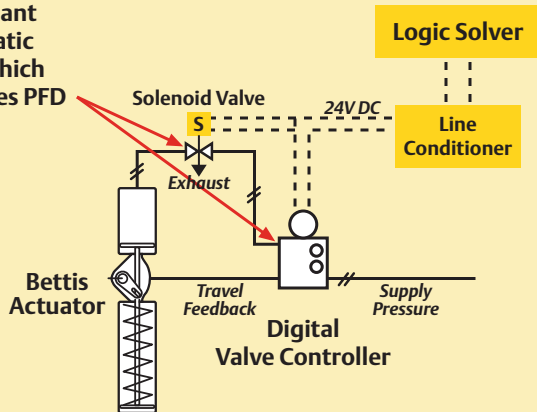 ant
atic
hich
es PFD
Logic Solver
Solenoid Valve
24V DC
S
Line
Conditioner
Exhaust
Bettis
Actuator
Travel
Feedback
Supply
Pressure
Digital
Valve Controller